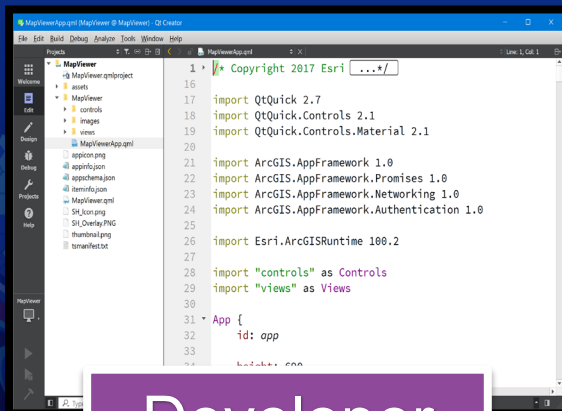 MapViewerApp.qml (MapViewer @ MapViewer) - Qt Creator
File Edit Build Debug Analyze Tools Window Help
Projects
MapViewerApp.qml
Line: 1, Col: 1
Welcome
Edit
Design
Debug
Projects
Help
MapViewer
MapViewer
MapViewer.qmlproject
assets
MapViewer
controls
images
views
MapViewerApp.qml
appicon.png
appinfo.json
appschema.json
iteminfo.json
MapViewer.qml
SH_Icon.png
SH_Overlay.PNG
thumbnail.png
tsmanifest.txt
1 /* Copyright 2017 Esri ...*/
16
17 import QtQuick 2.7
18 import QtQuick.Controls 2.1
19 import QtQuick.Controls.Material 2.1
20
21 import ArcGIS.AppFramework 1.0
22 import ArcGIS.AppFramework.Promises 1.0
23 import ArcGIS.AppFramework.Networking 1.0
24 import ArcGIS.AppFramework.Authentication 1.0
25
26 import Esri.ArcGISRuntime 100.2
27
28 import "controls" as Controls
29 import "views" as Views
30
31 App {
32 id: app
33
34 height: 600
Developer